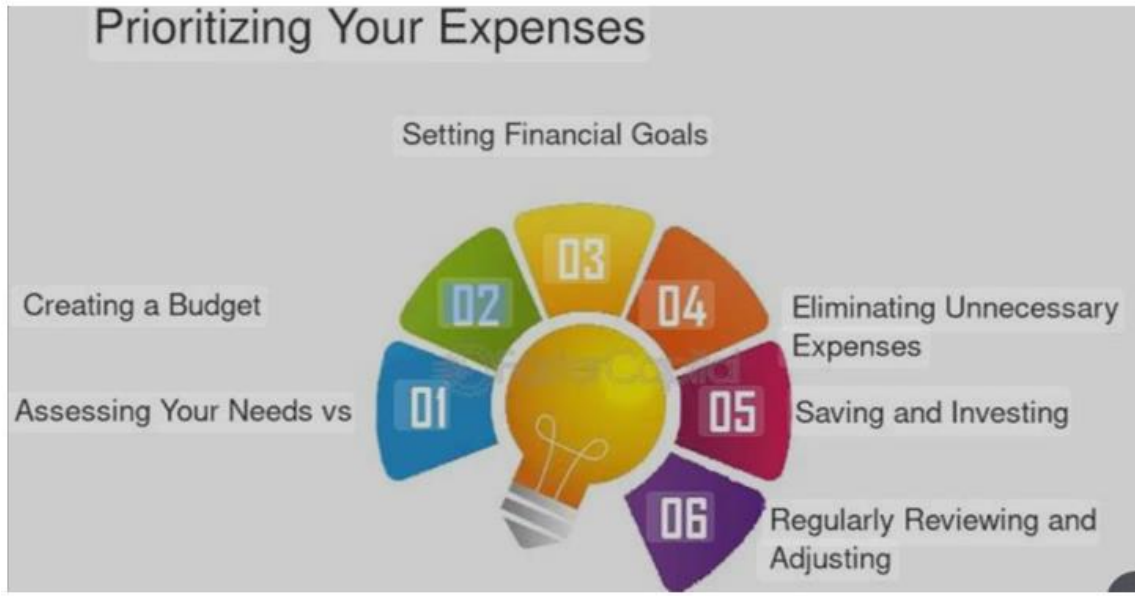 Prioritizing Your Expenses
Setting Financial Goals
03
02
04
Creating a Budget
Eliminating Unnecessary
Expenses
FasterCapital
01
05
Assessing Your Needs vs
Saving and Investing
06
Regularly Reviewing and
Adjusting